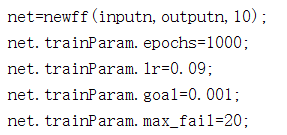 net=newff(inputn,outputn,10);
net.trainParam.epochs=1000;
net.trainParam.lr=0.09;
net.trainParam.goal=0.001;
net.trainParam.max_fail=20;